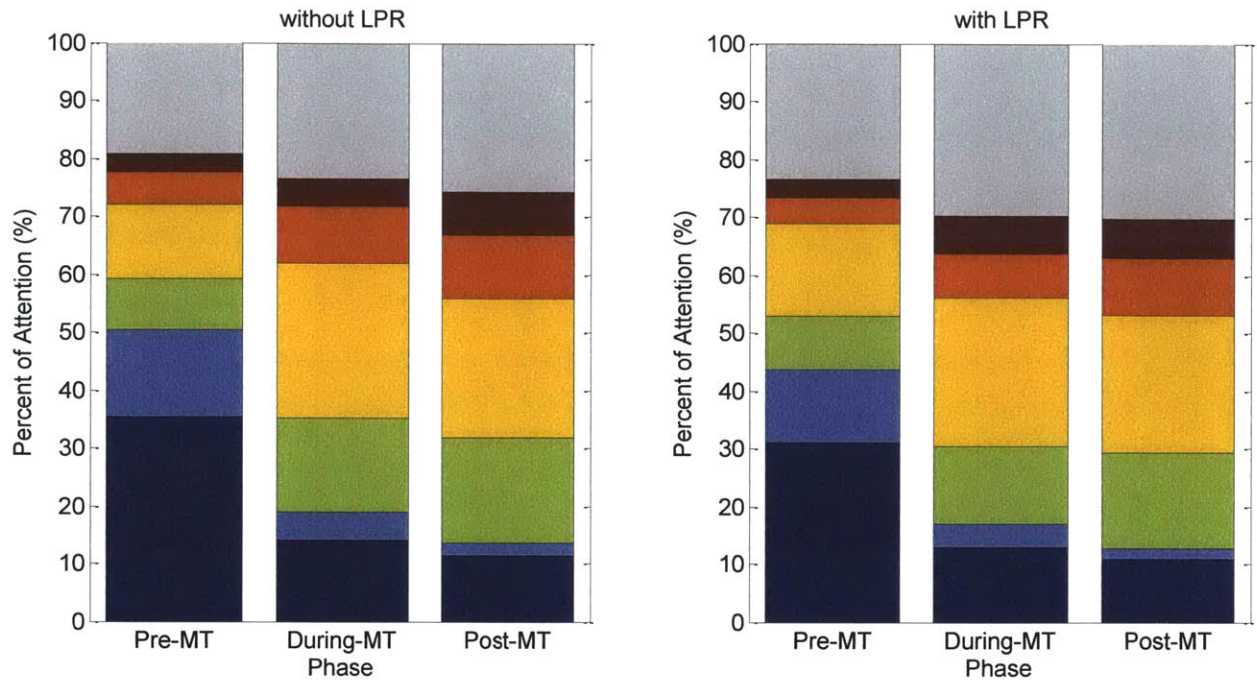 without LPR
100
90
80
70
60
50
40
30
20
10
0
Percent of Attention (%)
Pre-MT During-MT Post-MT
Phase
with LPR
100
90
80
70
60
50
40
30
20
10
0
Percent of Attention (%)
Pre-MT During-MT Post-MT
Phase